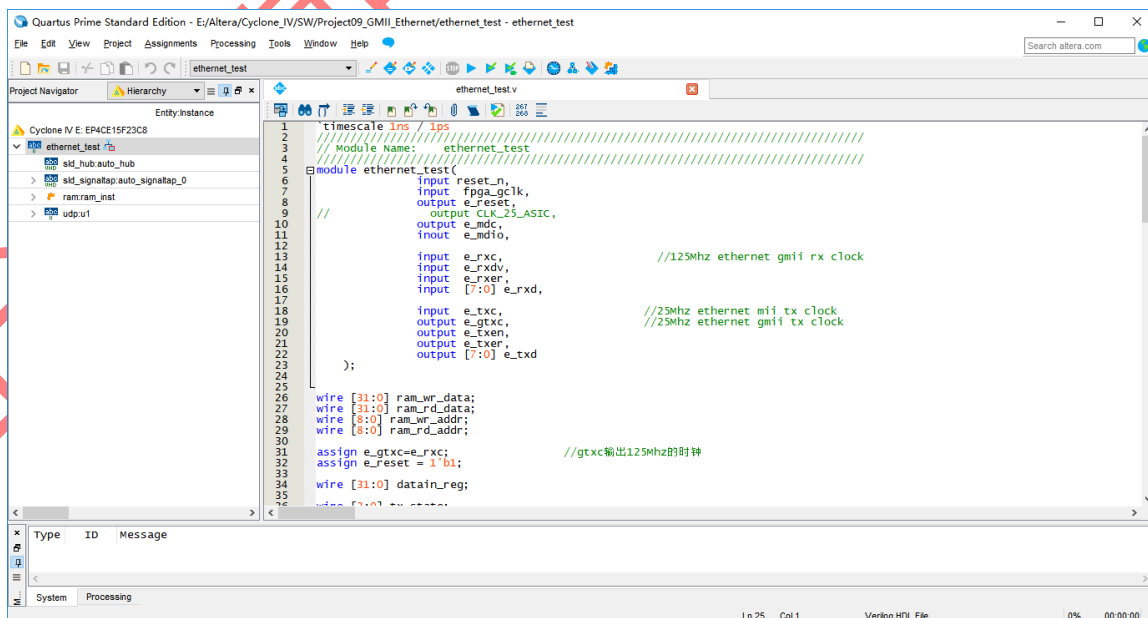 Quartus Prime Standard Edition - E:/Altera/Cyclone_IV/SW/Project09_GMII_Ethernet/ethernet_test - ethernet_test
File Edit View Project Assignments Processing Tools Window Help
Search altera.com
ethernet_test
Project Navigator Hierarchy
ethernet_test.v
Entity:Instance
Cyclone IV E: EP4CE15F23C8
ethernet_test
sld_hub:auto_hub
sld_signaltap:auto_signaltap_0
ram:ram_inst
udp:u1
267
268
1 `timescale 1ns / 1ps
2 //////////////////////////////////////////////////////////////////////////////////
3 // Module Name:    ethernet_test
4 //////////////////////////////////////////////////////////////////////////////////
5 module ethernet_test(
6 input reset_n,
7 input  fpga_gclk,
8 output e_reset,
9 //               output CLK_25_ASIC,
10 output e_mdc,
11 inout  e_mdio,
12
13 input  e_rxc,                   //125Mhz ethernet gmii rx clock
14 input  e_rxdv,
15 input  e_rxer,
16 input  [7:0] e_rxd,
17
18 input  e_txc,                     //25Mhz ethernet mii tx clock
19 output e_gtxc,                    //25Mhz ethernet gmii tx clock
20 output e_txen,
21 output e_txer,
22 output [7:0] e_txd
23 );
24
25
26 wire [31:0] ram_wr_data;
27 wire [31:0] ram_rd_data;
28 wire [8:0] ram_wr_addr;
29 wire [8:0] ram_rd_addr;
30
31 assign e_gtxc=e_rxc;                 //gtxc输出125Mhz的时钟
32 assign e_reset = 1'b1;
33
34 wire [31:0] datain_reg;
35
36 wire [3:0] tx_state;
Type ID Message
System Processing
Ln 25 Col 1 Verilog HDL File 0% 00:00:00